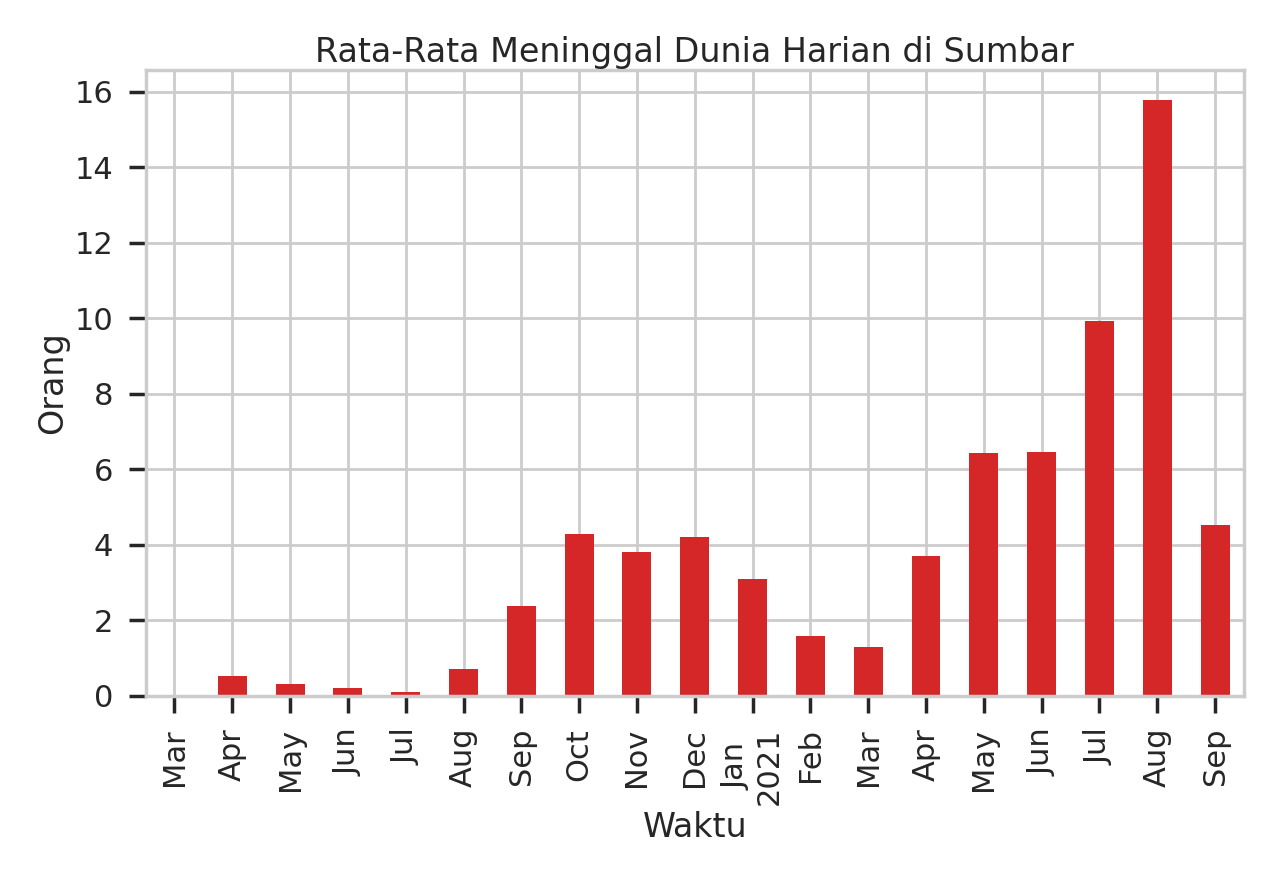 Rata-Rata Meninggal Dunia Harian di Sumbar
16
14
12
10
8
6
4
2
0
Orang
Mar
Apr
May
Jun
Jul
Aug
Sep
Oct
Nov
Dec
Jan
2021
Feb
Mar
Apr
May
Jun
Jul
Aug
Sep
Waktu